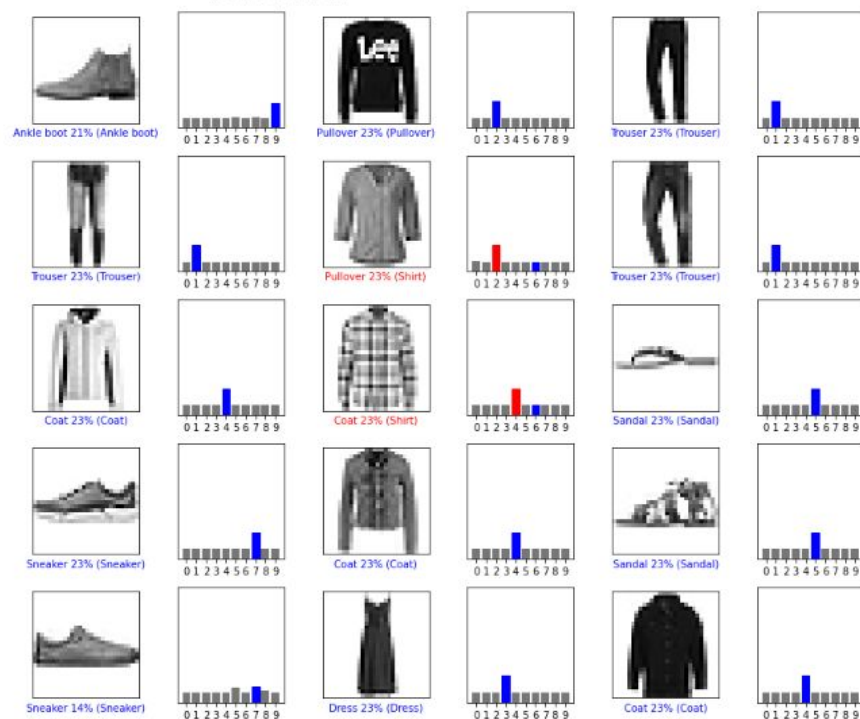 Lee
Ankle boot 21% (Ankle boot)
0 1 2 3 4 5 6 7 8 9
Pullover 23% (Pullover)
0 1 2 3 4 5 6 7 8 9
Trouser 23% (Trouser)
0 1 2 3 4 5 6 7 8 9
Trouser 23% (Trouser)
0 1 2 3 4 5 6 7 8 9
Pullover 23% (Shirt)
0 1 2 3 4 5 6 7 8 9
Trouser 23% (Trouser)
0 1 2 3 4 5 6 7 8 9
Coat 23% (Coat)
0 1 2 3 4 5 6 7 8 9
Coat 23% (Shirt)
0 1 2 3 4 5 6 7 8 9
Sandal 23% (Sandal)
0 1 2 3 4 5 6 7 8 9
Sneaker 23% (Sneaker)
0 1 2 3 4 5 6 7 8 9
Coat 23% (Coat)
0 1 2 3 4 5 6 7 8 9
Sandal 23% (Sandal)
0 1 2 3 4 5 6 7 8 9
Sneaker 14% (Sneaker)
0 1 2 3 4 5 6 7 8 9
Dress 23% (Dress)
0 1 2 3 4 5 6 7 8 9
Coat 23% (Coat)
0 1 2 3 4 5 6 7 8 9